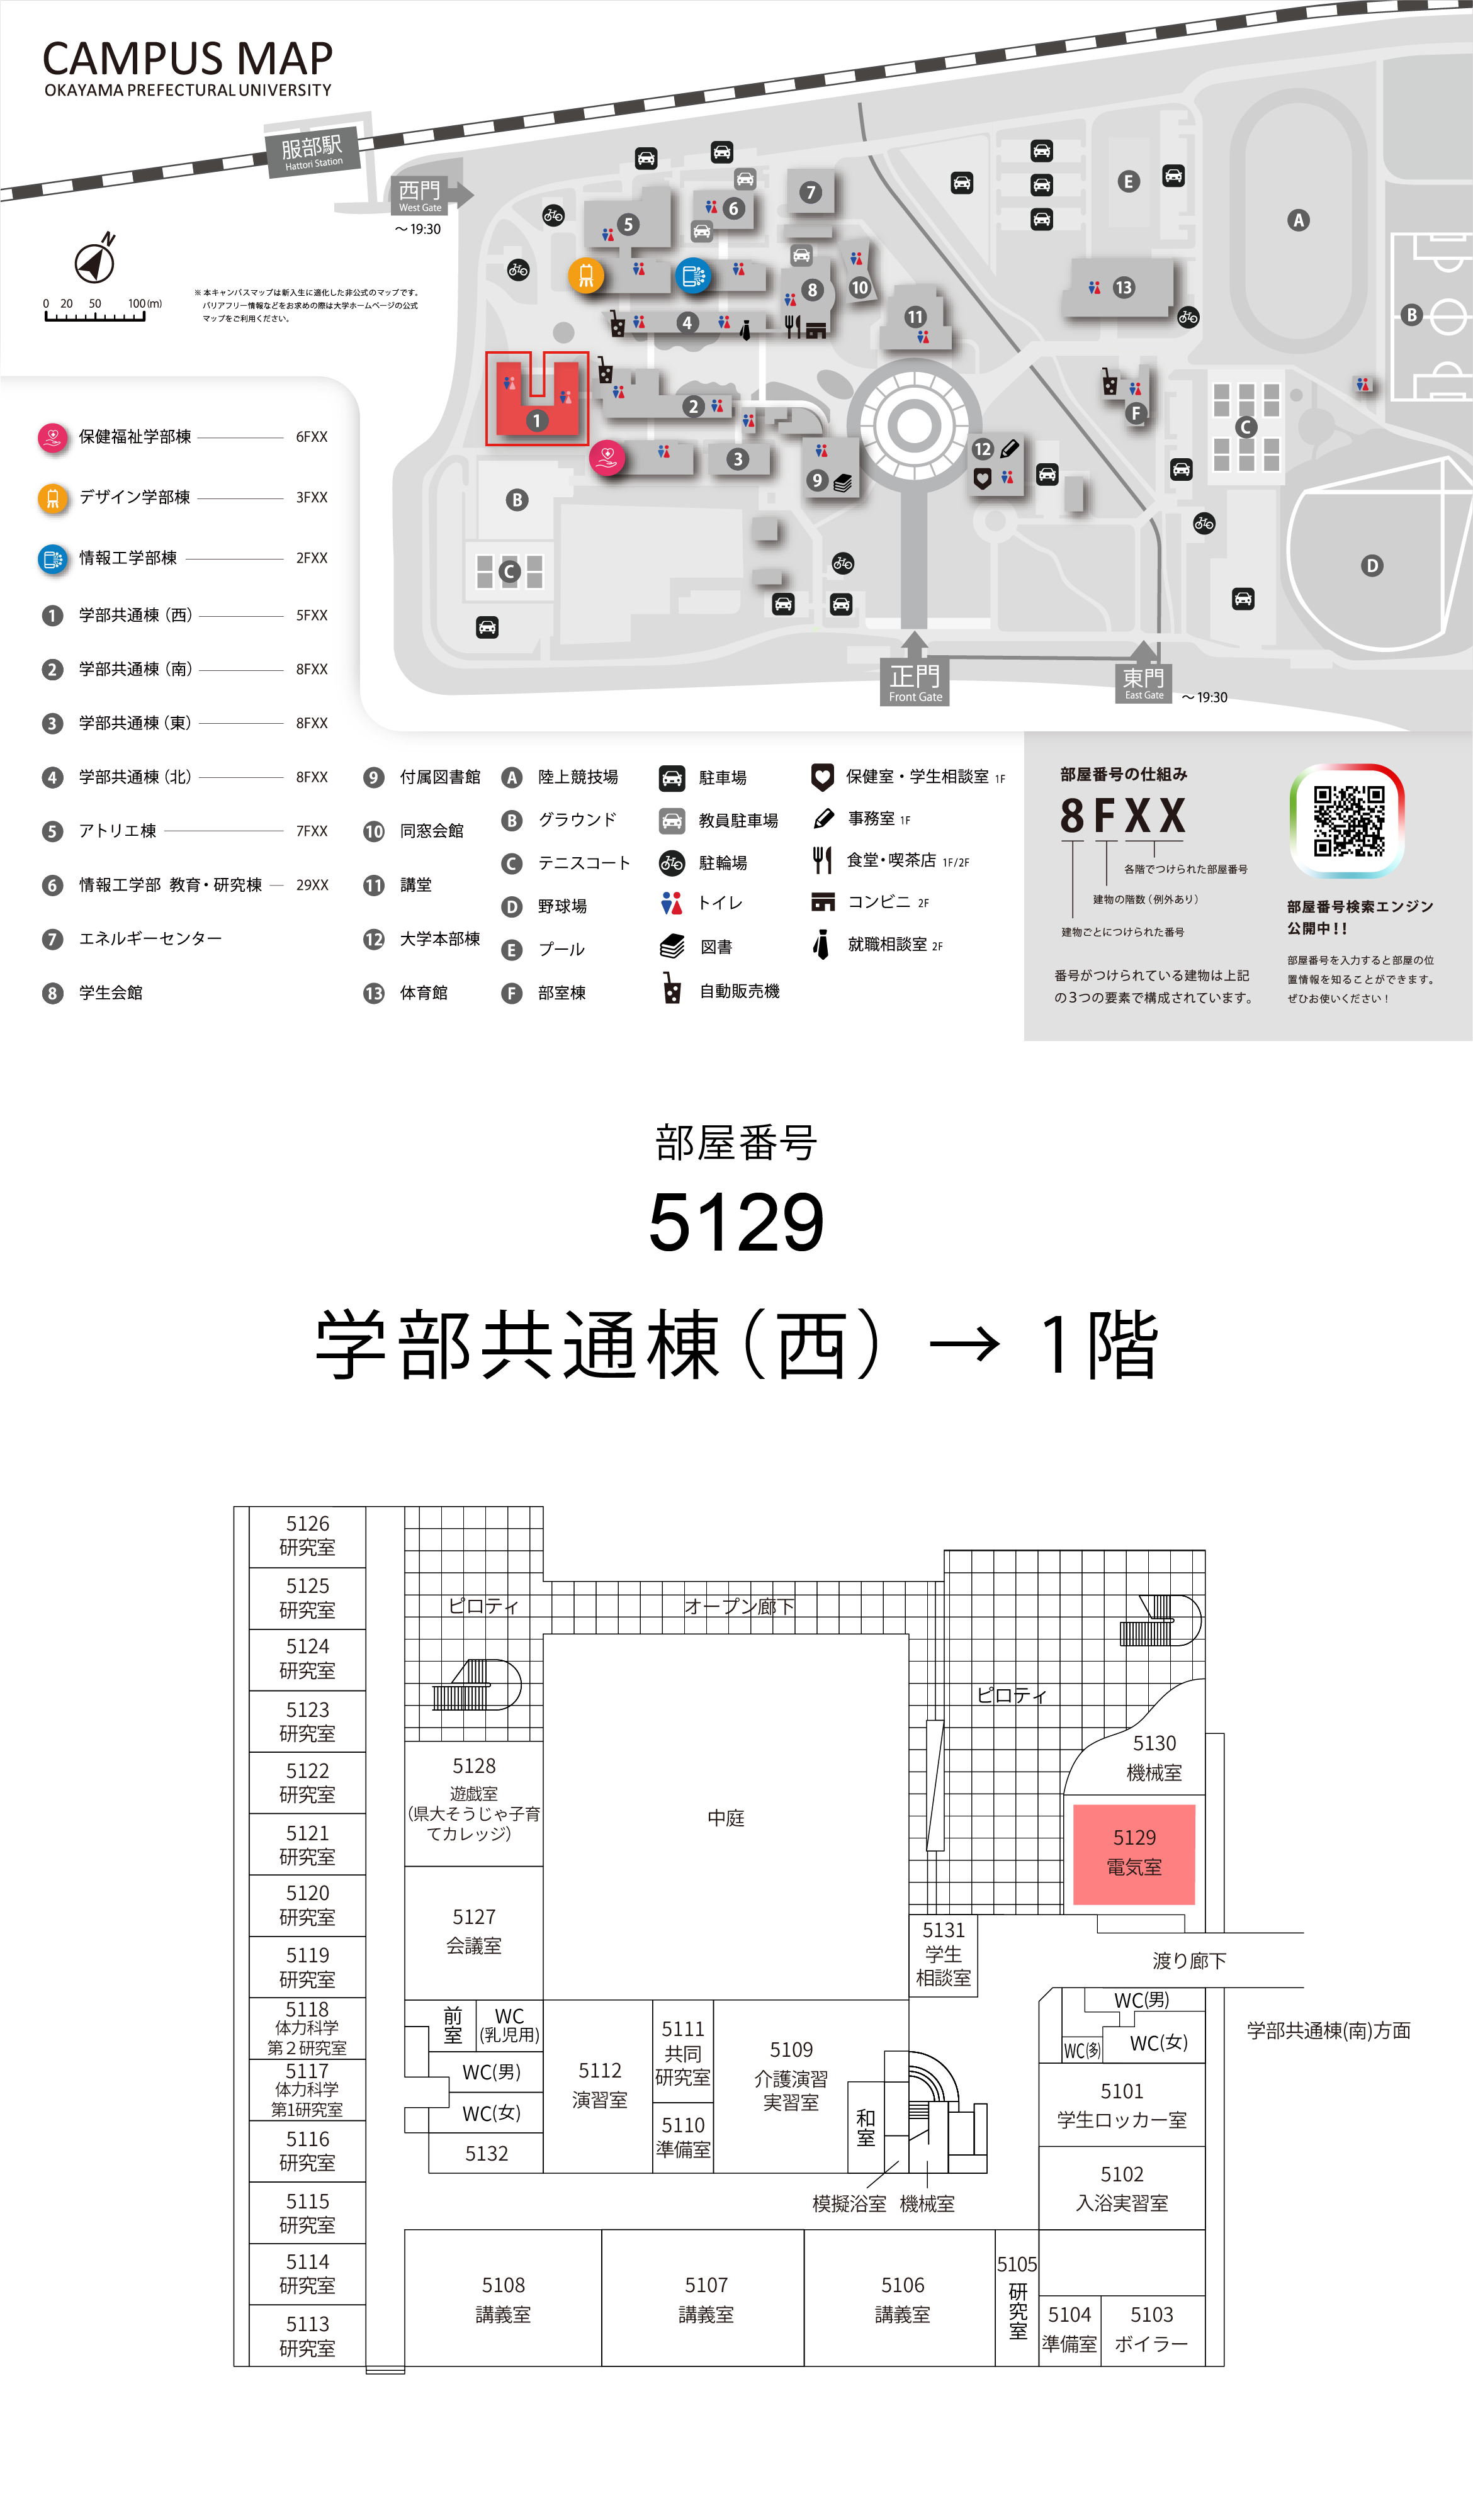 CAMPUS MAP
OKAYAMA PREFECTURAL UNIVERSITY
服部駅
Hattori Station
西門
West Gate
～19:30
N
0 20 50 100(m)
※ 本キャンパスマップは新入生に適化した非公式のマップです。
バリアフリー情報などをお求めの際は大学ホームページの公式
マップをご利用ください。
5
6
7
8
10
4
11
13
1
2
3
9
12
A
B
C
D
E
F
B
C
正門
Front Gate
東門
East Gate
～19:30
保健福祉学部棟 6FXX
デザイン学部棟 3FXX
情報工学部棟 2FXX
1 学部共通棟（西） 5FXX
2 学部共通棟（南） 8FXX
3 学部共通棟（東） 8FXX
4 学部共通棟（北） 8FXX
5 アトリエ棟 7FXX
6 情報工学部 教育・研究棟 29XX
7 エネルギーセンター
8 学生会館
9 付属図書館
10 同窓会館
11 講堂
12 大学本部棟
13 体育館
A 陸上競技場
B グラウンド
C テニスコート
D 野球場
E プール
F 部室棟
駐車場
教員駐車場
駐輪場
トイレ
図書
自動販売機
保健室・学生相談室 1F
事務室 1F
食堂・喫茶店 1F/2F
コンビニ 2F
就職相談室 2F
部屋番号の仕組み
8FXX
各階でつけられた部屋番号
建物の階数（例外あり）
建物ごとにつけられた番号
番号がつけられている建物は上記
の3つの要素で構成されています。
部屋番号検索エンジン
公開中！！
部屋番号を入力すると部屋の位
置情報を知ることができます。
ぜひお使いください！
部屋番号
5129
学部共通棟（西）→ 1階
5126
研究室
5125
研究室
5124
研究室
5123
研究室
5122
研究室
5121
研究室
5120
研究室
5119
研究室
5118
体力科学
第２研究室
5117
体力科学
第1研究室
5116
研究室
5115
研究室
5114
研究室
5113
研究室
ピロティ
オープン廊下
ピロティ
5128
遊戯室
（県大そうじゃ子育
てカレッジ）
5127
会議室
中庭
5130
機械室
5129
電気室
5131
学生
相談室
渡り廊下
学部共通棟(南)方面
前室
WC
(乳児用)
WC(男)
WC(女)
5132
5112
演習室
5111
共同
研究室
5110
準備室
5109
介護演習
実習室
和室
模擬浴室
機械室
WC(男)
WC(多)
WC(女)
5101
学生ロッカー室
5102
入浴実習室
5108
講義室
5107
講義室
5106
講義室
5105
研究室
5104
準備室
5103
ボイラー